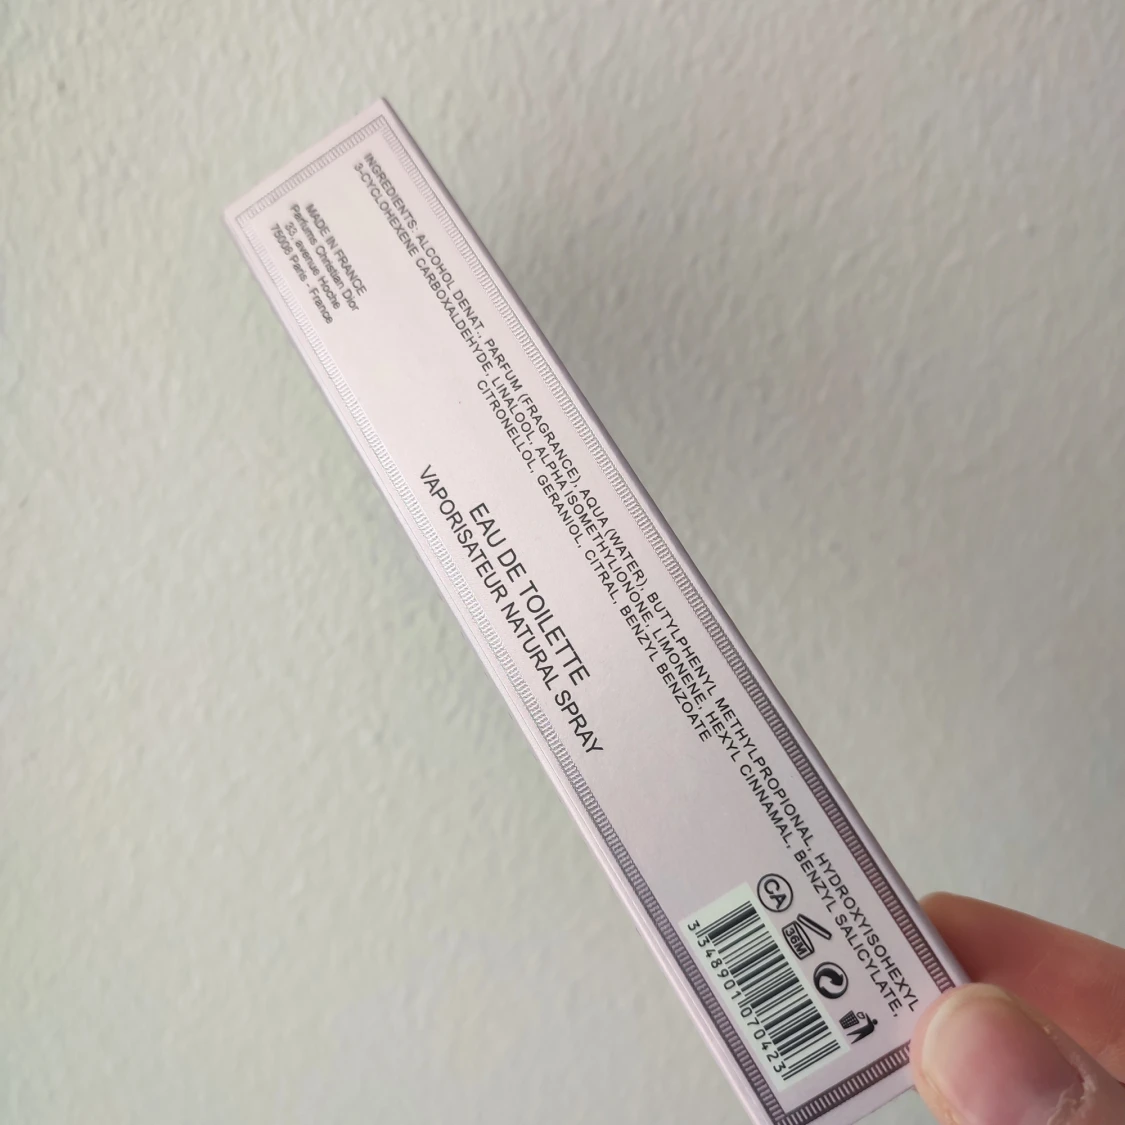 INGREDIENTS: ALCOHOL DENAT., PARFUM (FRAGRANCE), AQUA (WATER), BUTYLPHENYL METHYLPROPIONAL, HYDROXYISOHEXYL
3-CYCLOHEXENE CARBOXALDEHYDE, LINALOOL, ALPHA ISOMETHYLIONONE, LIMONENE, HEXYL CINNAMAL, BENZYL SALICYLATE,
CITRONELLOL, GERANIOL, CITRAL, BENZYL BENZOATE
MADE IN FRANCE
Parfums Christian Dior
33, avenue Hoche
75008 Paris - France
EAU DE TOILETTE
VAPORISATEUR NATURAL SPRAY
CA
36M
3 348901 070423